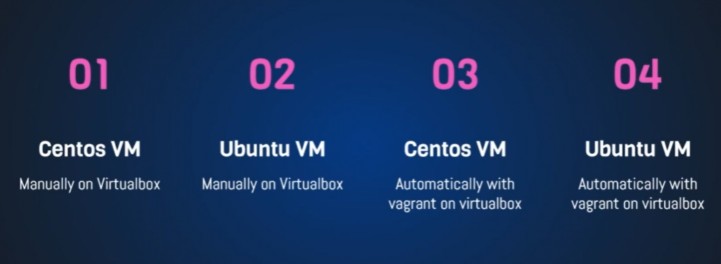 01
Centos VM
Manually on Virtualbox
02
Ubuntu VM
Manually on Virtualbox
03
Centos VM
Automatically with
vagrant on virtualbox
04
Ubuntu VM
Automatically with
vagrant on virtualbox